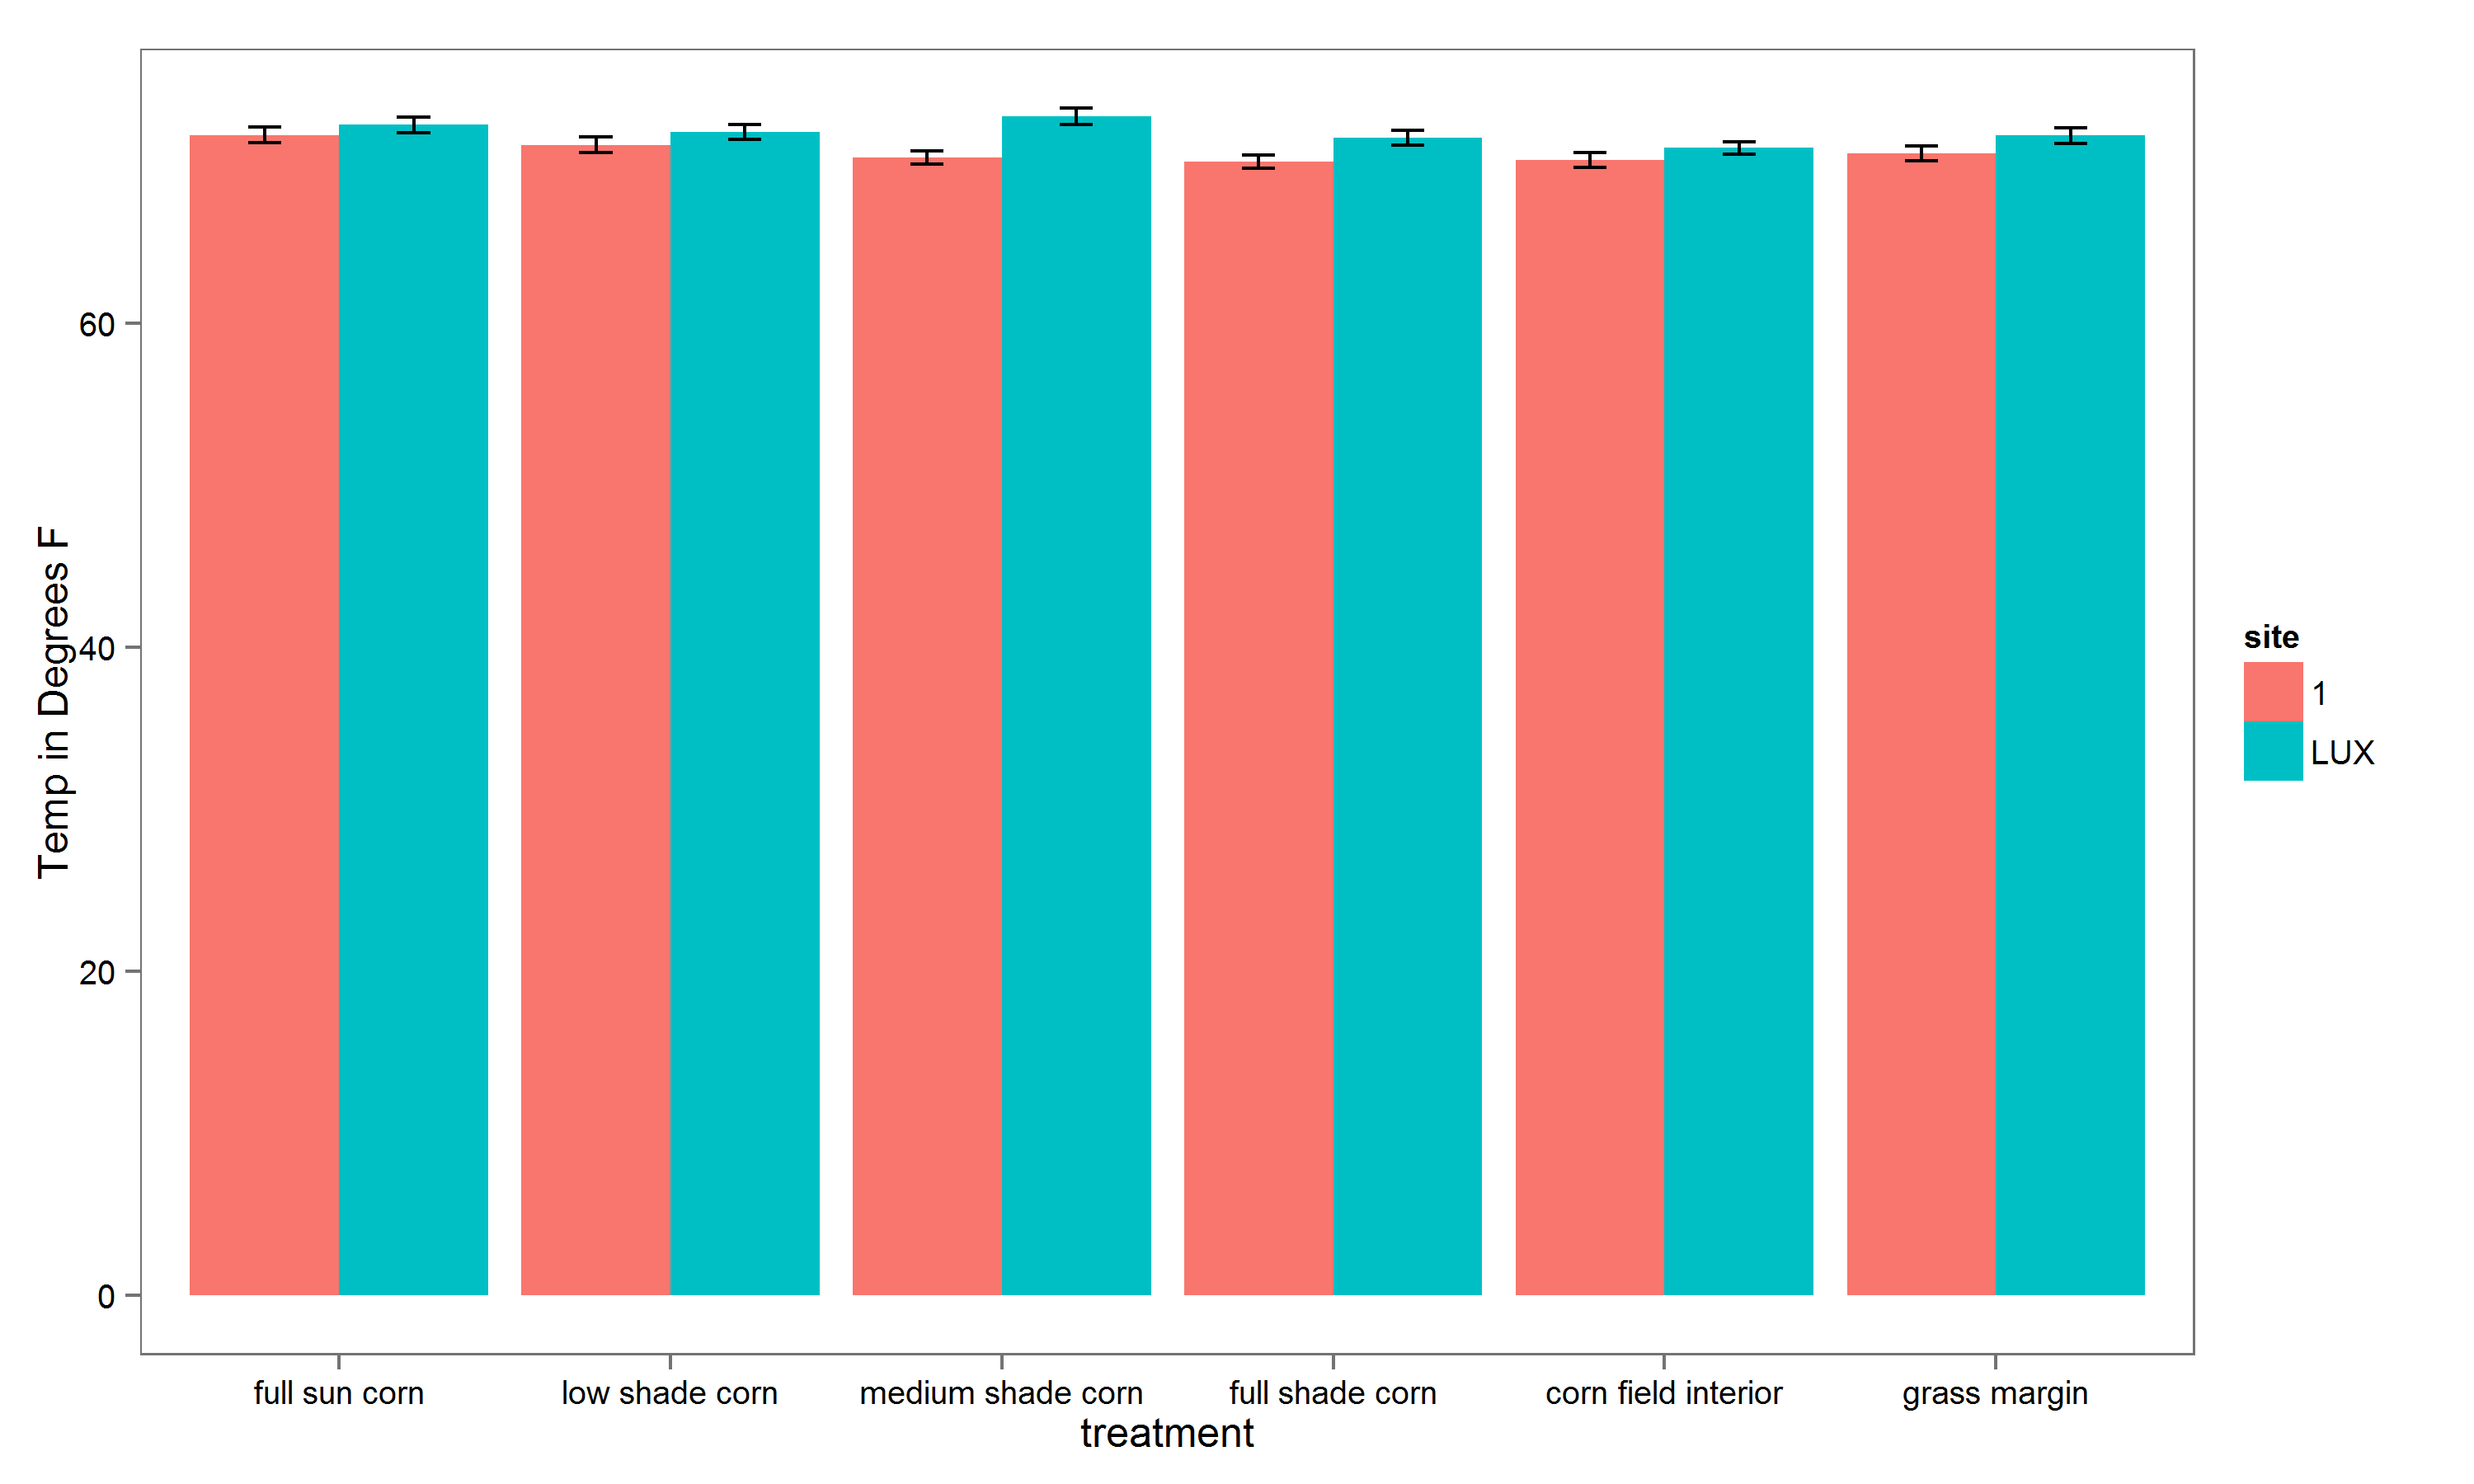 Temp in Degrees F
60
40
20
0
full sun corn
low shade corn
medium shade corn
full shade corn
corn field interior
grass margin
treatment
site
1
LUX